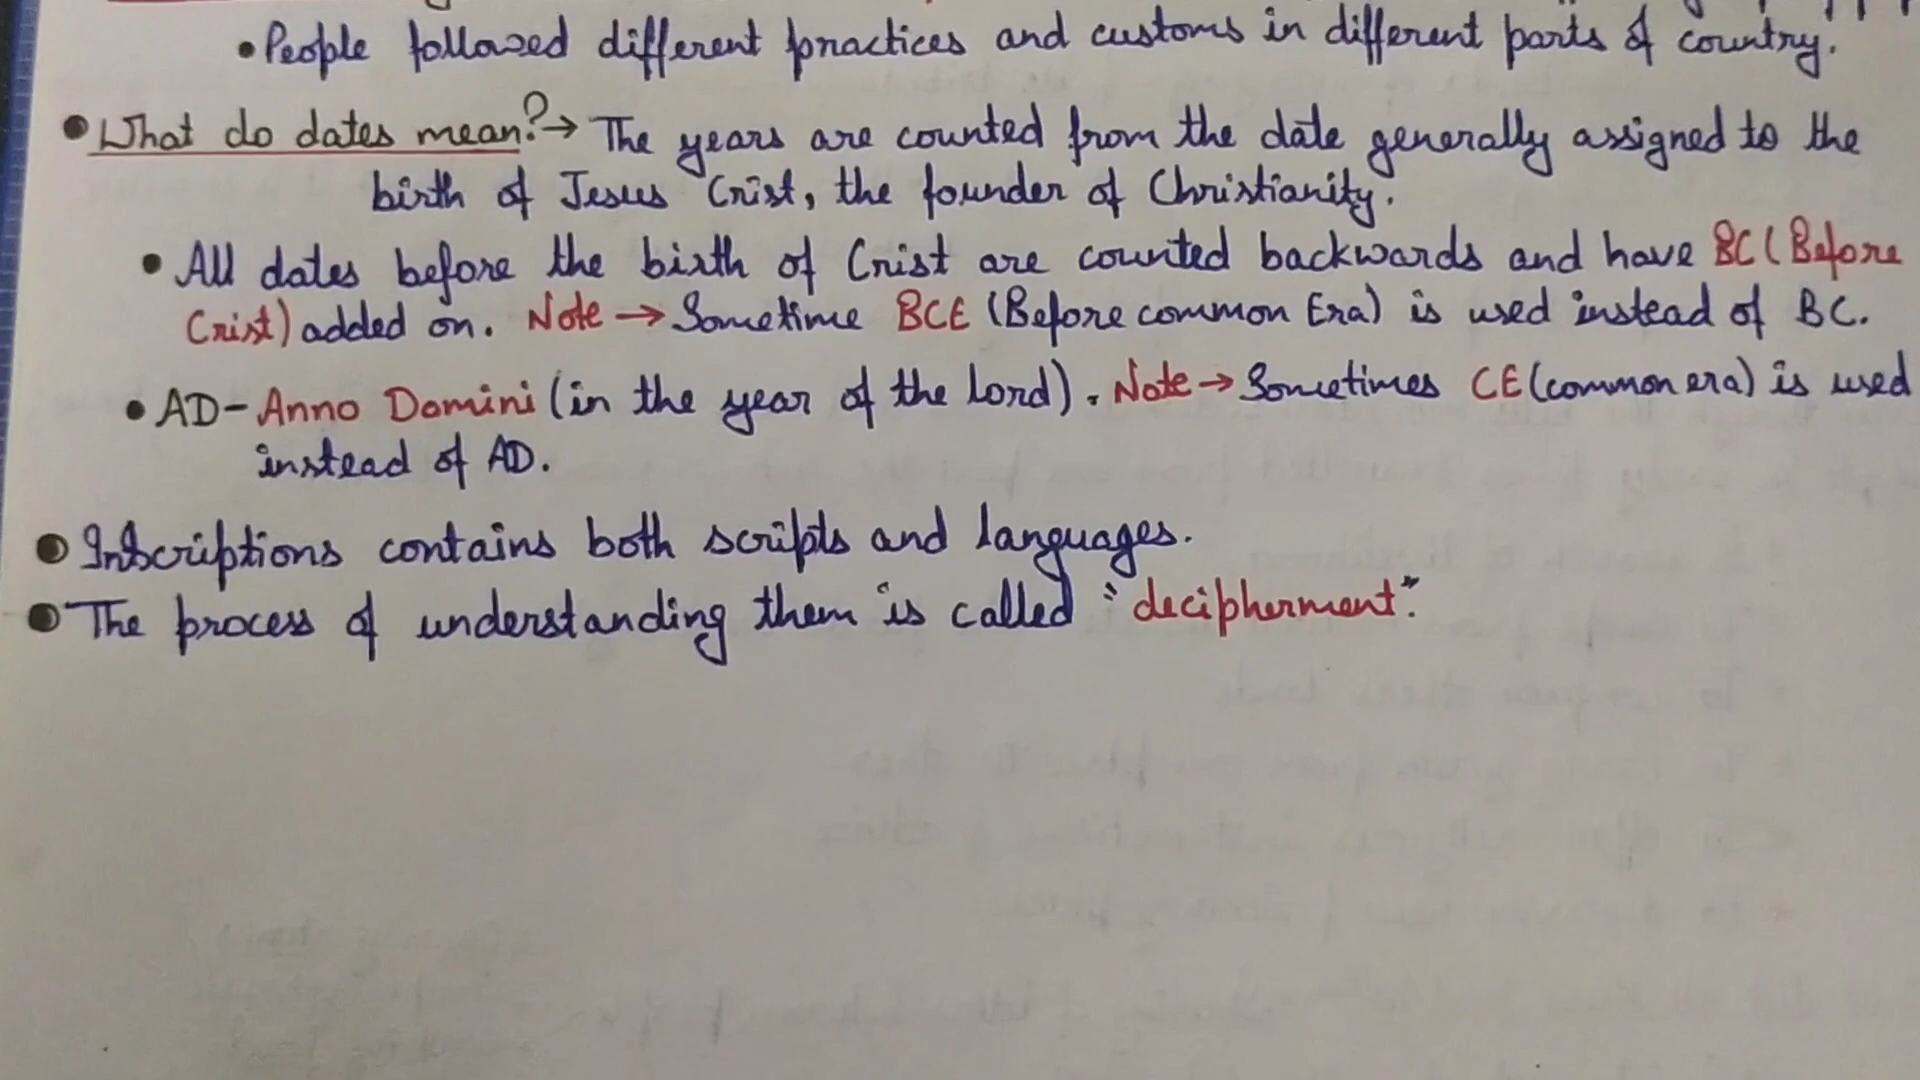 • People followed different practices and customs in different parts of country.
• What do dates mean? → The years are counted from the date generally assigned to the
birth of Jesus Crist, the founder of Christianity.
• All dates before the birth of Crist are counted backwards and have BC (Before
Crist) added on. Note → Sometime BCE (Before common Era) is used instead of BC.
• AD - Anno Domini (in the year of the Lord). Note → Sometimes CE (common era) is used
instead of AD.
• Inscriptions contains both scripts and languages.
• The process of understanding them is called "decipherment".